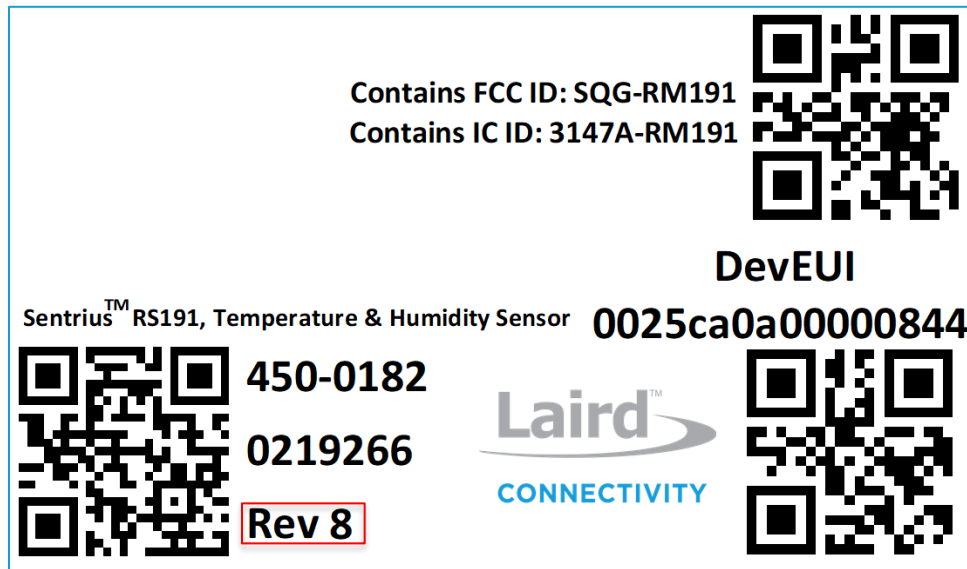 Contains FCC ID: SQG-RM191
Contains IC ID: 3147A-RM191
DevEUI
0025ca0a00000844
Sentrius™ RS191, Temperature & Humidity Sensor
450-0182
0219266
Rev 8
Laird™
CONNECTIVITY